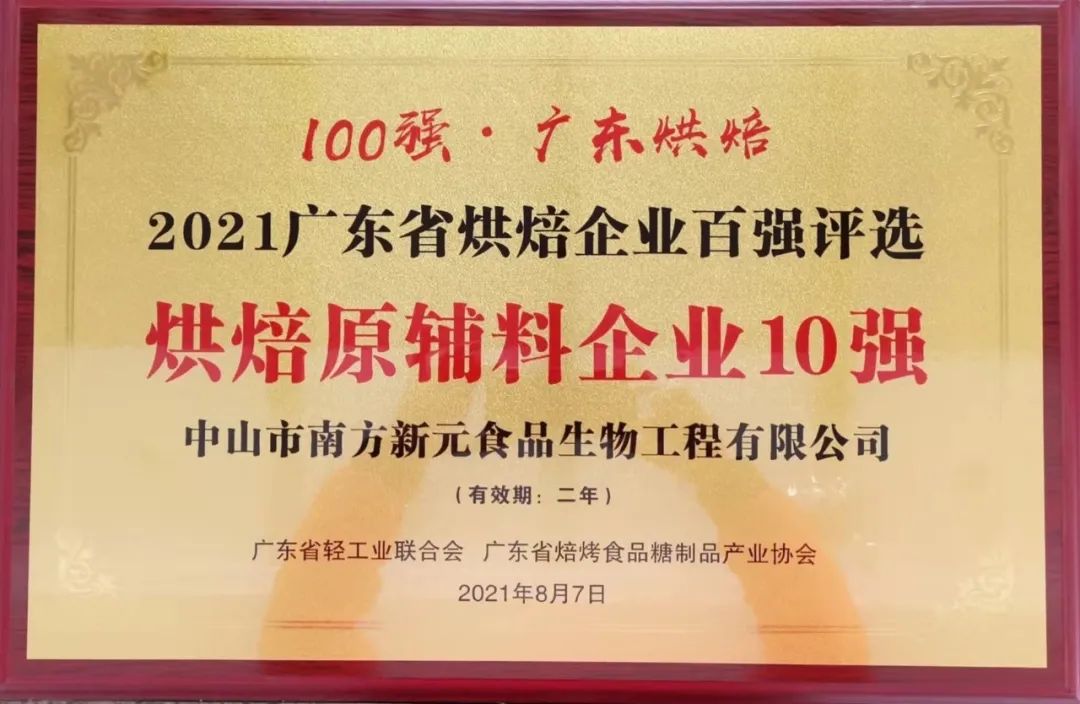 100强·广东烘焙
2021广东省烘焙企业百强评选
烘焙原辅料企业10强
中山市南方新元食品生物工程有限公司
（有效期：二年）
广东省轻工业联合会 广东省焙烤食品糖制品产业协会
2021年8月7日